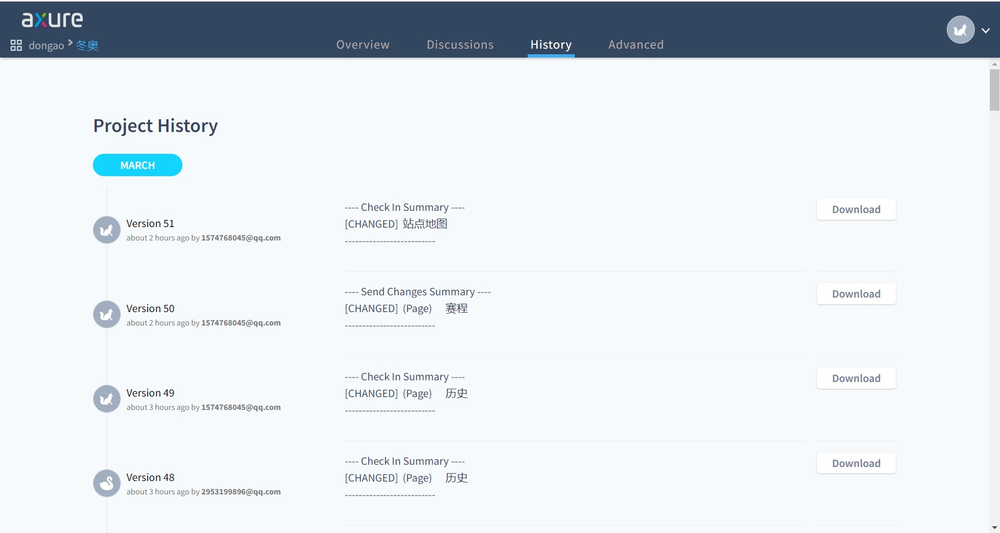 axure
dongao > 冬奥
Overview Discussions History Advanced
Project History
MARCH
Version 51
about 2 hours ago by 1574768045@qq.com
---- Check In Summary ----
[CHANGED] 站点地图
--------------------------
Download
Version 50
about 2 hours ago by 1574768045@qq.com
---- Send Changes Summary ----
[CHANGED] (Page) 赛程
--------------------------
Download
Version 49
about 3 hours ago by 1574768045@qq.com
---- Check In Summary ----
[CHANGED] (Page) 历史
--------------------------
Download
Version 48
about 3 hours ago by 2953199896@qq.com
---- Check In Summary ----
[CHANGED] (Page) 历史
--------------------------
Download